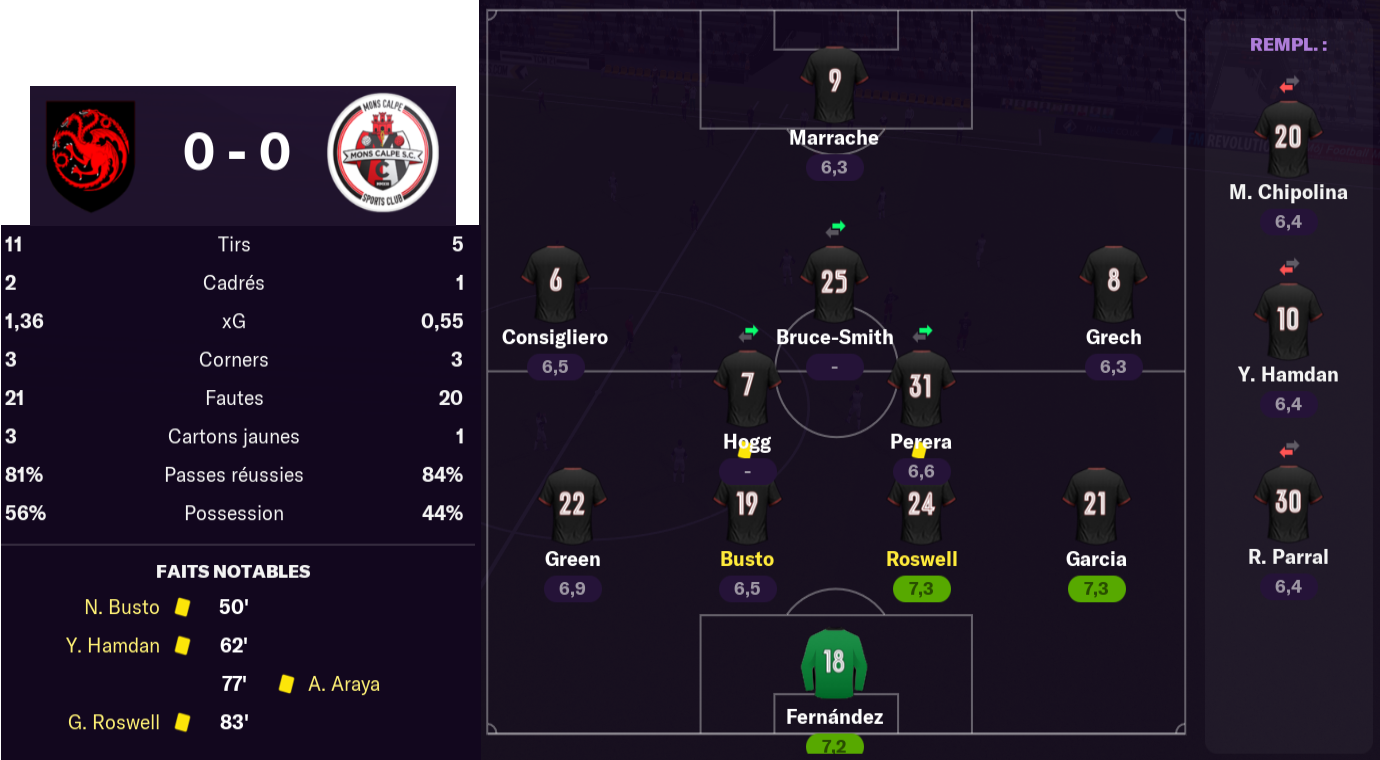 0 - 0
MONS CALPE
MONS CALPE S.C.
SPORTS CLUB
11 Tirs 5
2 Cadrés 1
1,36 xG 0,55
3 Corners 3
21 Fautes 20
3 Cartons jaunes 1
81% Passes réussies 84%
56% Possession 44%
FAITS NOTABLES
N. Busto 50'
Y. Hamdan 62'
77' A. Araya
G. Roswell 83'
9
Marrache
6,3
6 25 8
Consigliero Bruce-Smith Grech
6,5 - 6,3
7 31
Hogg Perera
- 6,6
22 19 24 21
Green Busto Roswell Garcia
6,9 6,5 7,3 7,3
18
Fernández
7,2
REMPL. :
20
M. Chipolina
6,4
10
Y. Hamdan
6,4
30
R. Parral
6,4